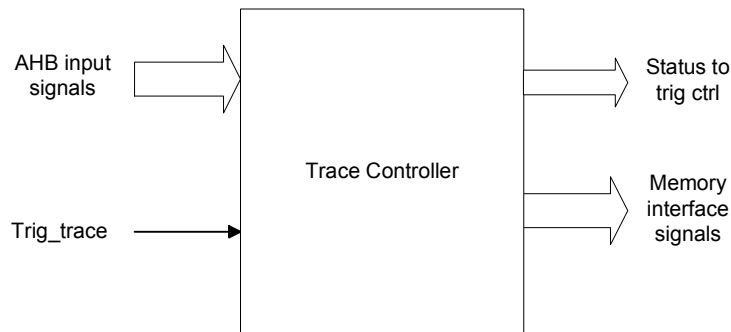 AHB input
signals
Status to
trig ctrl
Trace Controller
Trig_trace
Memory
interface
signals